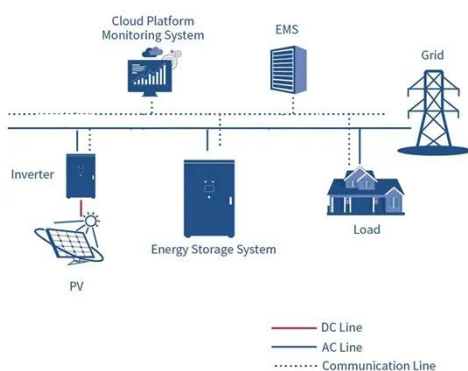 Cloud Platform
Monitoring System
EMS
Grid
Inverter
Energy Storage System
Load
PV
DC Line
AC Line
Communication Line